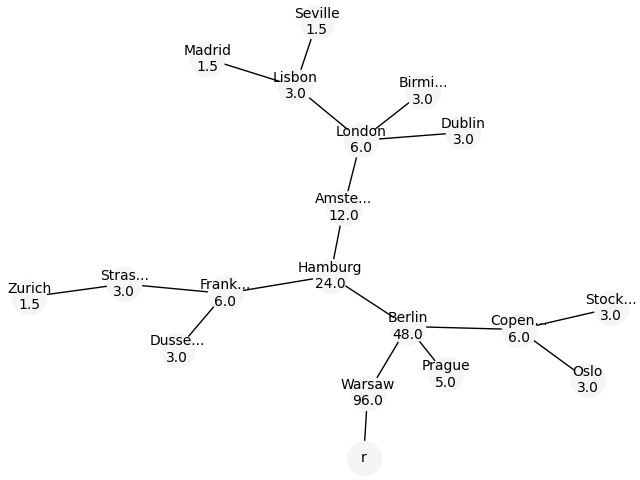 Seville
1.5
Madrid
1.5
Lisbon
3.0
Birmi...
3.0
Dublin
3.0
London
6.0
Amste...
12.0
Hamburg
24.0
Stras...
3.0
Zurich
1.5
Frank...
6.0
Dusse...
3.0
Berlin
48.0
Copen...
6.0
Stock...
3.0
Oslo
3.0
Prague
5.0
Warsaw
96.0
r